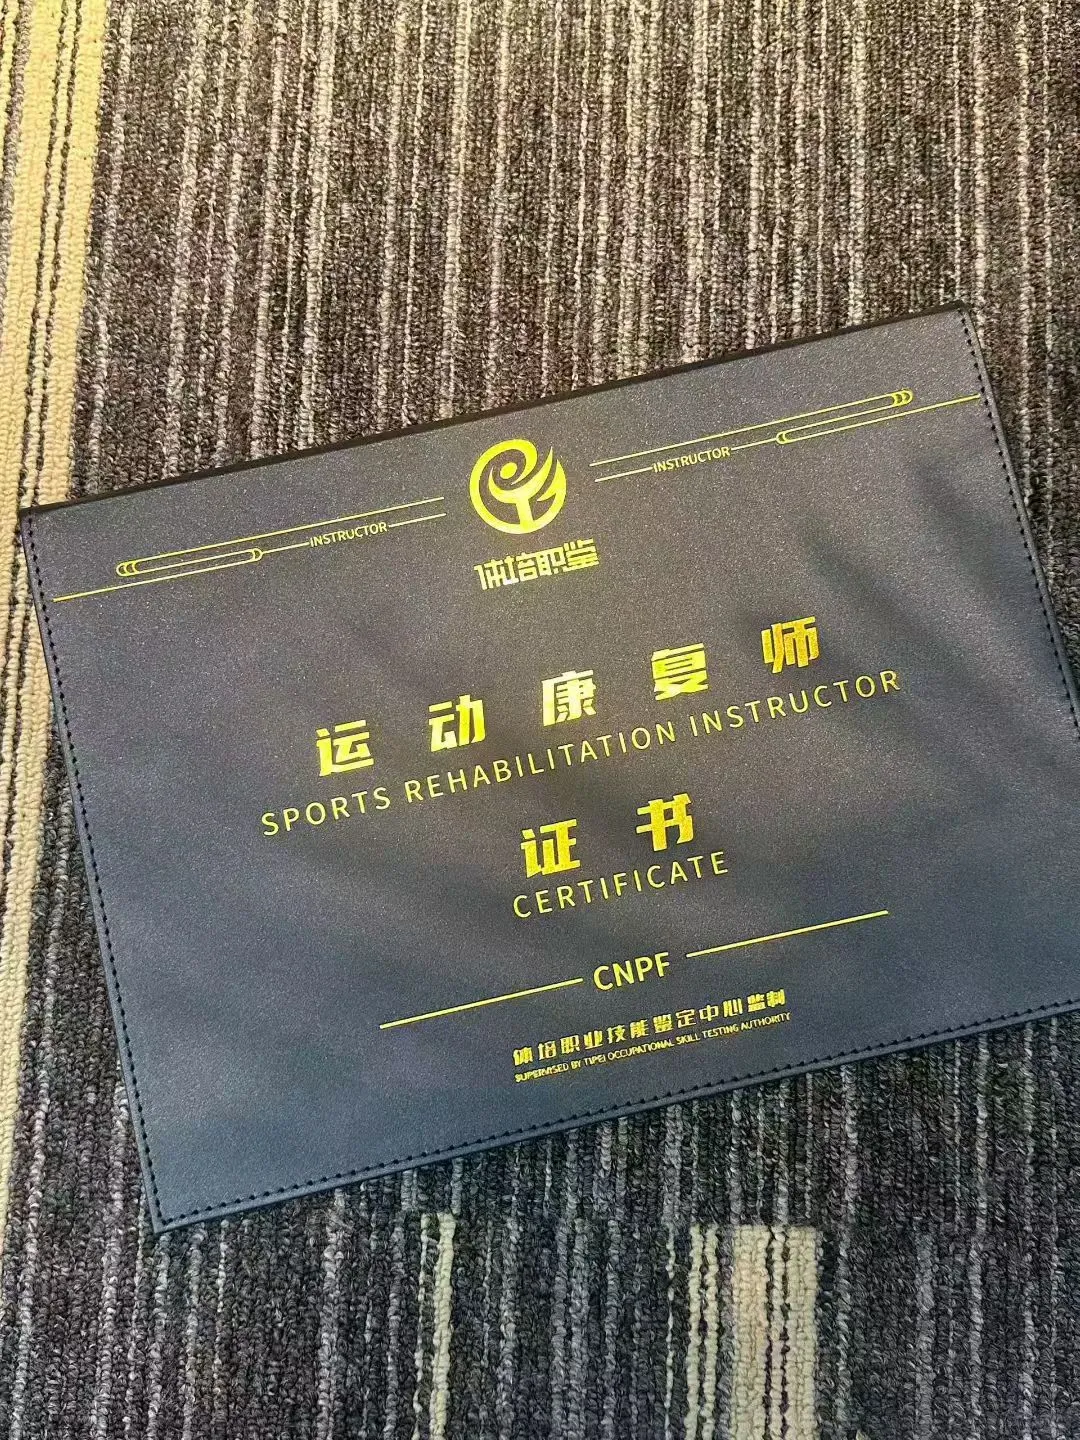 INSTRUCTOR
INSTRUCTOR
体培职鉴
运动康复师
SPORTS REHABILITATION INSTRUCTOR
证书
CERTIFICATE
CNPF
体培职业技能鉴定中心监制
SUPERVISED BY TIPEI OCCUPATIONAL SKILL TESTING AUTHORITY